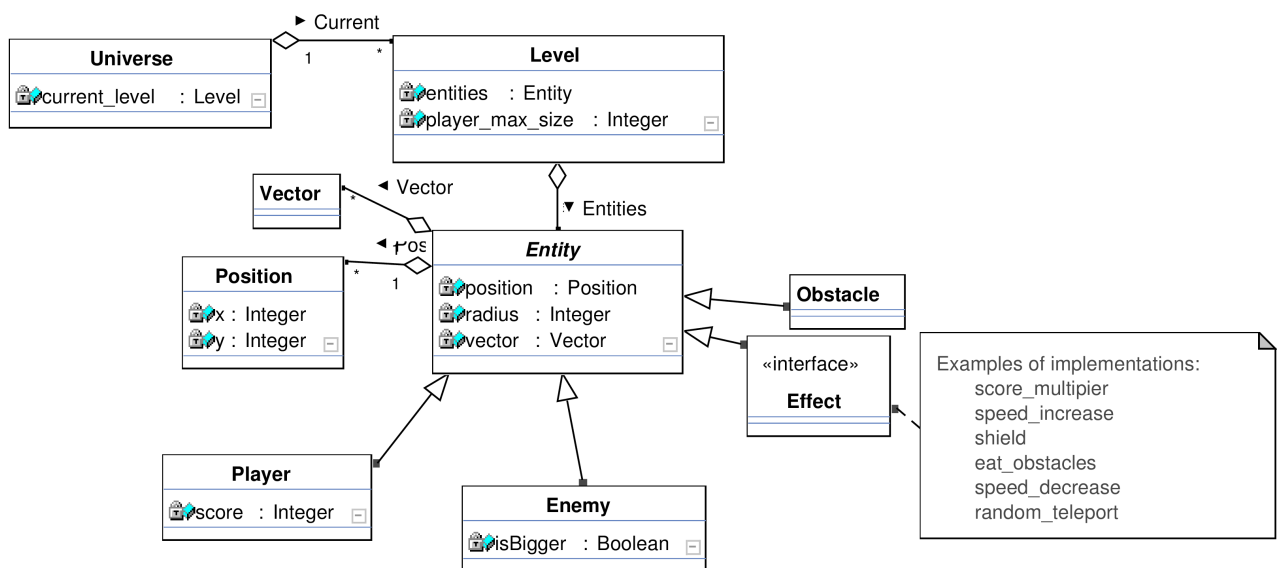 ► Current
Universe
1
*
Level
current_level : Level
entities : Entity
player_max_size : Integer
Vector
*
◄ Vector
▼ Entities
Entity
Position
*
1
x : Integer
y : Integer
position : Position
radius : Integer
vector : Vector
Obstacle
«interface»
Effect
Examples of implementations:
score_multipier
speed_increase
shield
eat_obstacles
speed_decrease
random_teleport
Player
score : Integer
Enemy
isBigger : Boolean